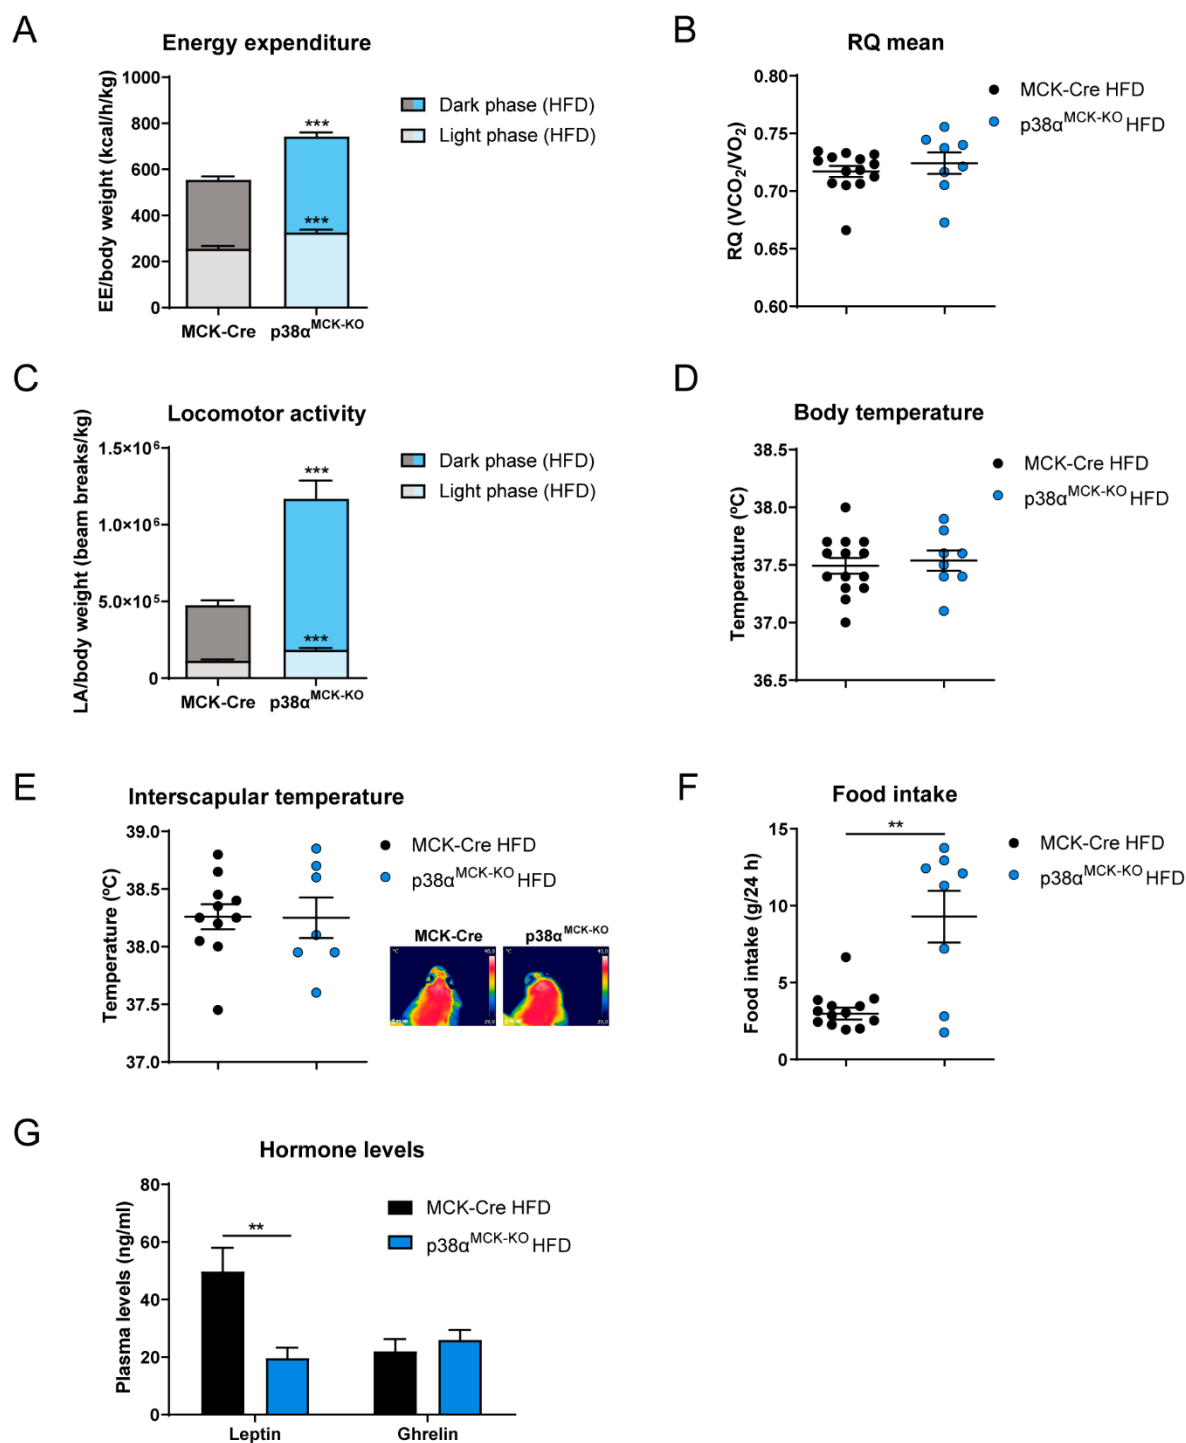 A
Energy expenditure
EE/body weight (kcal/h/kg)
1000
800
600
400
200
0
***
***
MCK-Cre
p38α^MCK-KO
Dark phase (HFD)
Light phase (HFD)
B
RQ mean
RQ (VCO₂/VO₂)
0.80
0.75
0.70
0.65
0.60
MCK-Cre HFD
p38α^MCK-KO HFD
C
Locomotor activity
LA/body weight (beam breaks/kg)
1.5×10⁶
1.0×10⁶
5.0×10⁵
0
***
***
MCK-Cre
p38α^MCK-KO
Dark phase (HFD)
Light phase (HFD)
D
Body temperature
Temperature (ºC)
38.5
38.0
37.5
37.0
36.5
MCK-Cre HFD
p38α^MCK-KO HFD
E
Interscapular temperature
Temperature (ºC)
39.0
38.5
38.0
37.5
37.0
MCK-Cre HFD
p38α^MCK-KO HFD
MCK-Cre
p38α^MCK-KO
°C
40,0
°C
40,0
F
Food intake
Food intake (g/24 h)
15
10
5
0
**
MCK-Cre HFD
p38α^MCK-KO HFD
G
Hormone levels
Plasma levels (ng/ml)
80
60
40
20
0
**
Leptin
Ghrelin
MCK-Cre HFD
p38α^MCK-KO HFD